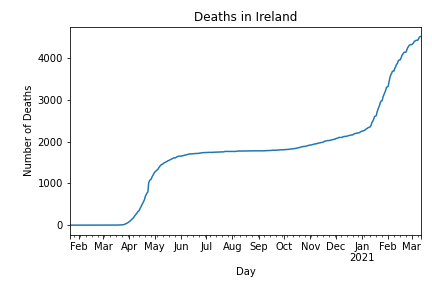 Deaths in Ireland
Number of Deaths
4000
3000
2000
1000
0
Feb Mar Apr May Jun Jul Aug Sep Oct Nov Dec Jan Feb Mar
2021
Day